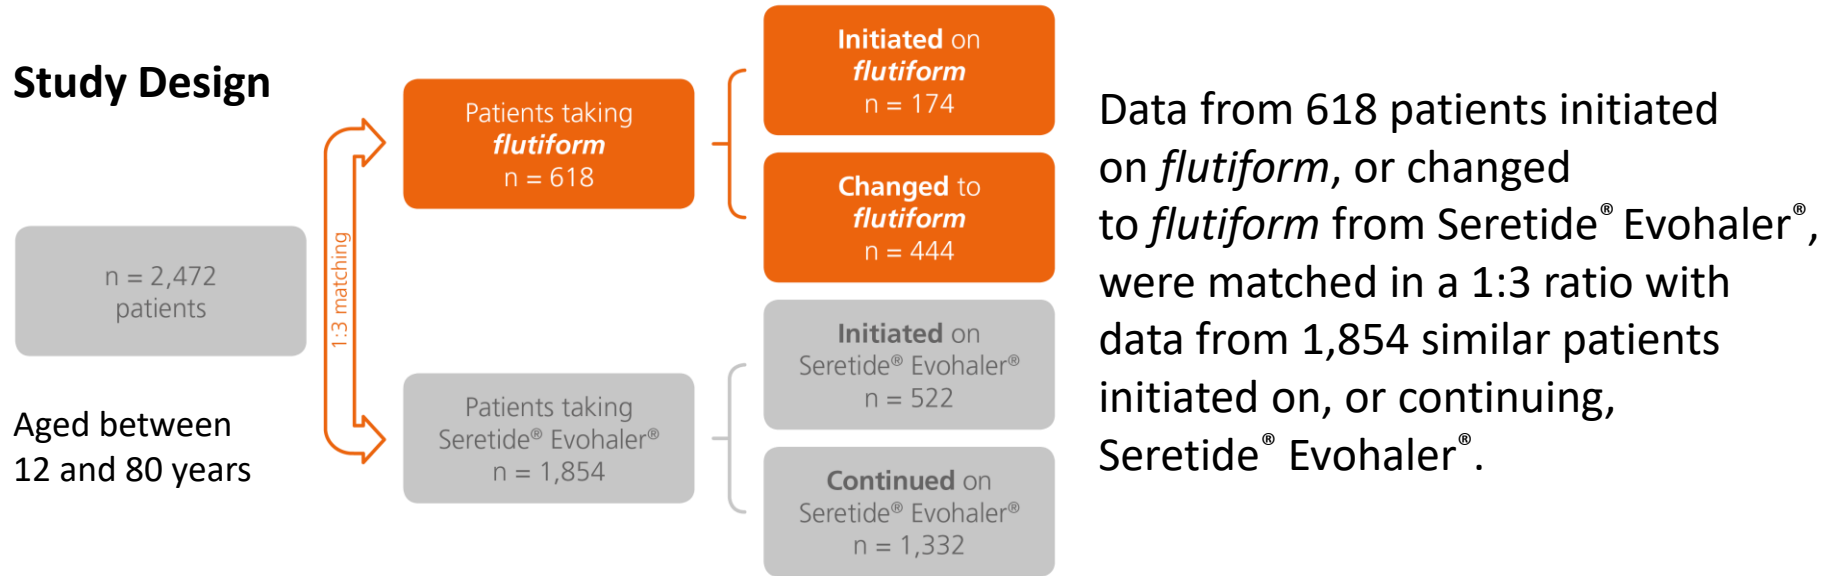 Study Design
n = 2,472
patients
Aged between
12 and 80 years
1:3 matching
Patients taking
flutiform
n = 618
Patients taking
Seretide® Evohaler®
n = 1,854
Initiated on
flutiform
n = 174
Changed to
flutiform
n = 444
Initiated on
Seretide® Evohaler®
n = 522
Continued on
Seretide® Evohaler®
n = 1,332
Data from 618 patients initiated
on flutiform, or changed
to flutiform from Seretide® Evohaler®,
were matched in a 1:3 ratio with
data from 1,854 similar patients
initiated on, or continuing,
Seretide® Evohaler®.